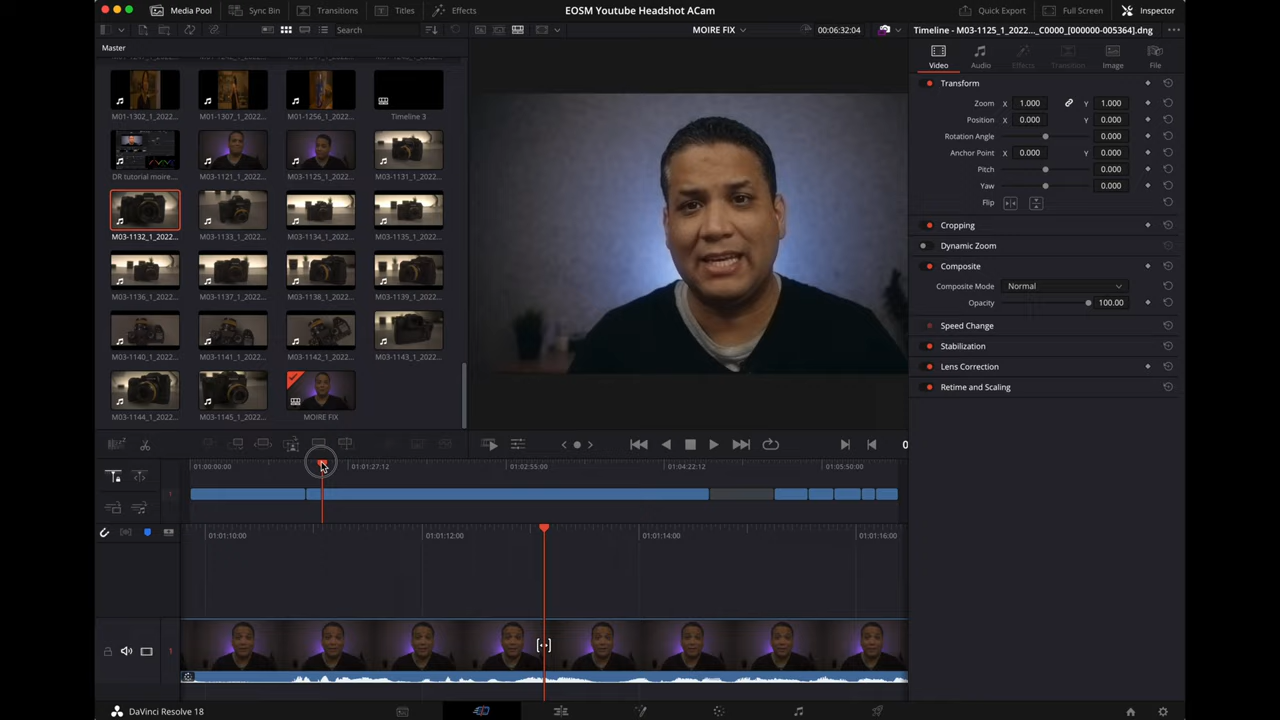 Media Pool Sync Bin Transitions Titles Effects EOSM Youtube Headshot ACam Quick Export Full Screen Inspector
Search MOIRE FIX 00:06:32:04 Timeline - M03-1125_1_2022..._C0000_[000000-005364].dng
Master
Video Audio Effects Transition Image File
M01-1307_1_2022... M01-1256_1_2022... Timeline 3
DR tutorial moire... M03-1121_1_2022... M03-1125_1_2022... M03-1131_1_2022...
M03-1132_1_2022... M03-1133_1_2022... M03-1134_1_2022... M03-1135_1_2022...
M03-1136_1_2022... M03-1137_1_2022... M03-1138_1_2022... M03-1139_1_2022...
M03-1140_1_2022... M03-1141_1_2022... M03-1142_1_2022... M03-1143_1_2022...
M03-1144_1_2022... M03-1145_1_2022... MOIRE FIX
Transform
Zoom X 1.000 Y 1.000
Position X 0.000 Y 0.000
Rotation Angle 0.000
Anchor Point X 0.000 Y 0.000
Pitch 0.000
Yaw 0.000
Flip
Cropping
Dynamic Zoom
Composite
Composite Mode Normal
Opacity 100.00
Speed Change
Stabilization
Lens Correction
Retime and Scaling
0
01:00:00:00 01:01:27:12 01:02:55:00 01:04:22:12 01:05:50:00
1
01:01:10:00 01:01:12:00 01:01:14:00 01:01:16:00
1
DaVinci Resolve 18